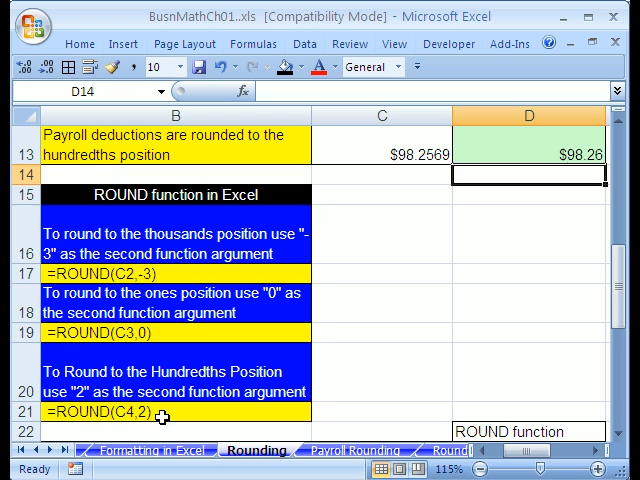 BusnMathCh01..xls [Compatibility Mode] - Microsoft Excel
Home Insert Page Layout Formulas Data Review View Developer Add-Ins
10 General
D14 fx
B C D
13 Payroll deductions are rounded to the
hundredths position $98.2569 $98.26
14
15 ROUND function in Excel
To round to the thousands position use "-
16 3" as the second function argument
17 =ROUND(C2,-3)
To round to the ones position use "0" as
18 the second function argument
19 =ROUND(C3,0)
To Round to the Hundredths Position
20 use "2" as the second function argument
21 =ROUND(C4,2)
22 ROUND function
Formatting in Excel Rounding Payroll Rounding Round
Ready 115%